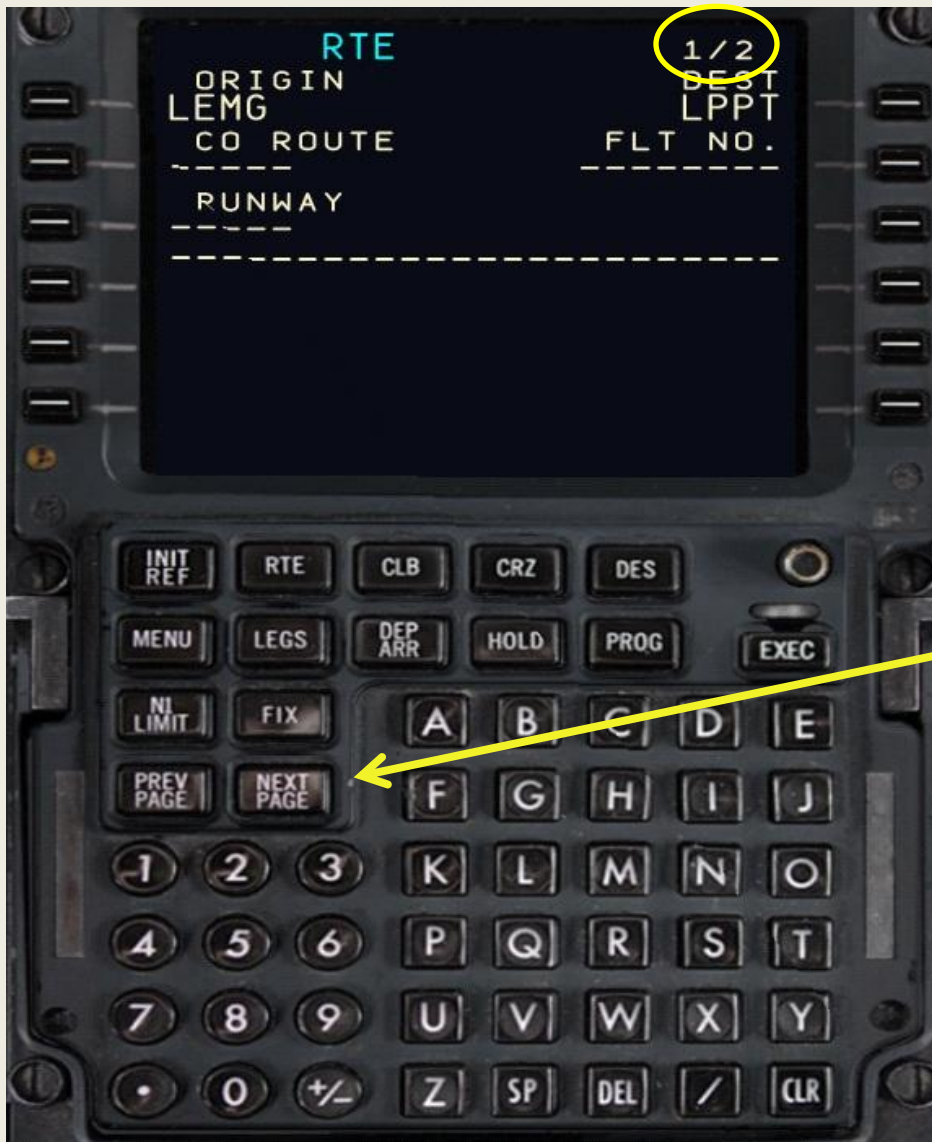 RTE 1/2
ORIGIN DEST
LEMG LPPT
CO ROUTE FLT NO.
----- --------
RUNWAY
-----
------------------------
INIT REF RTE CLB CRZ DES
MENU LEGS DEP ARR HOLD PROG EXEC
N1 LIMIT FIX A B C D E
PREV PAGE NEXT PAGE F G H I J
1 2 3 K L M N O
4 5 6 P Q R S T
7 8 9 U V W X Y
. 0 +/- Z SP DEL / CLR